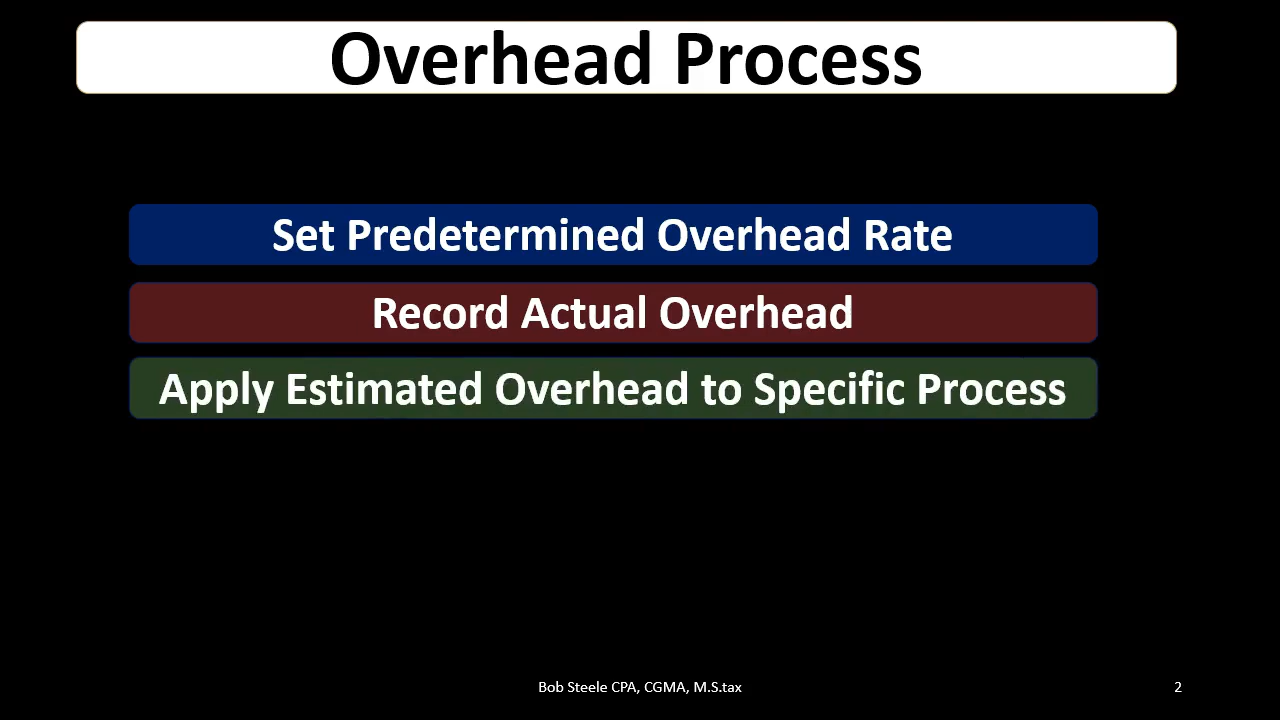 Overhead Process
Set Predetermined Overhead Rate
Record Actual Overhead
Apply Estimated Overhead to Specific Process
Bob Steele CPA, CGMA, M.S.tax
2